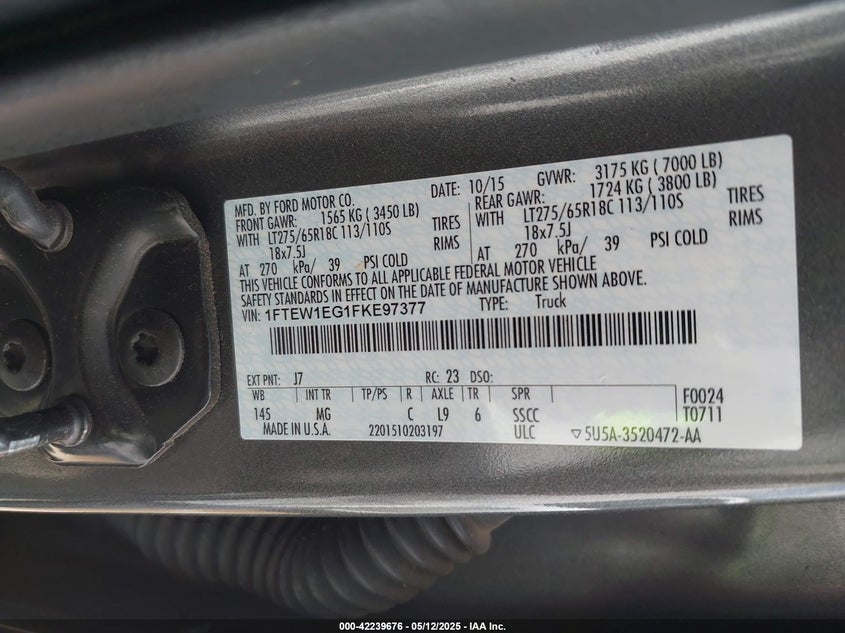 MFD. BY FORD MOTOR CO. DATE: 10/15 GVWR: 3175 KG ( 7000 LB)
FRONT GAWR: 1565 KG ( 3450 LB) REAR GAWR: 1724 KG ( 3800 LB)
WITH LT275/65R18C 113/110S TIRES WITH LT275/65R18C 113/110S TIRES
18x7.5J RIMS 18x7.5J RIMS
AT 270 kPa/ 39 PSI COLD AT 270 kPa/ 39 PSI COLD
THIS VEHICLE CONFORMS TO ALL APPLICABLE FEDERAL MOTOR VEHICLE
SAFETY STANDARDS IN EFFECT ON THE DATE OF MANUFACTURE SHOWN ABOVE.
VIN: 1FTEW1EG1FKE97377 TYPE: Truck
EXT PNT: J7 RC: 23 DSO:
WB INT TR TP/PS R AXLE TR SPR F0024
145 MG C L9 6 SSCC T0711
MADE IN U.S.A. 2201510203197 ULC ▽5U5A-3520472-AA
000-42239676 - 05/12/2025 - IAA Inc.